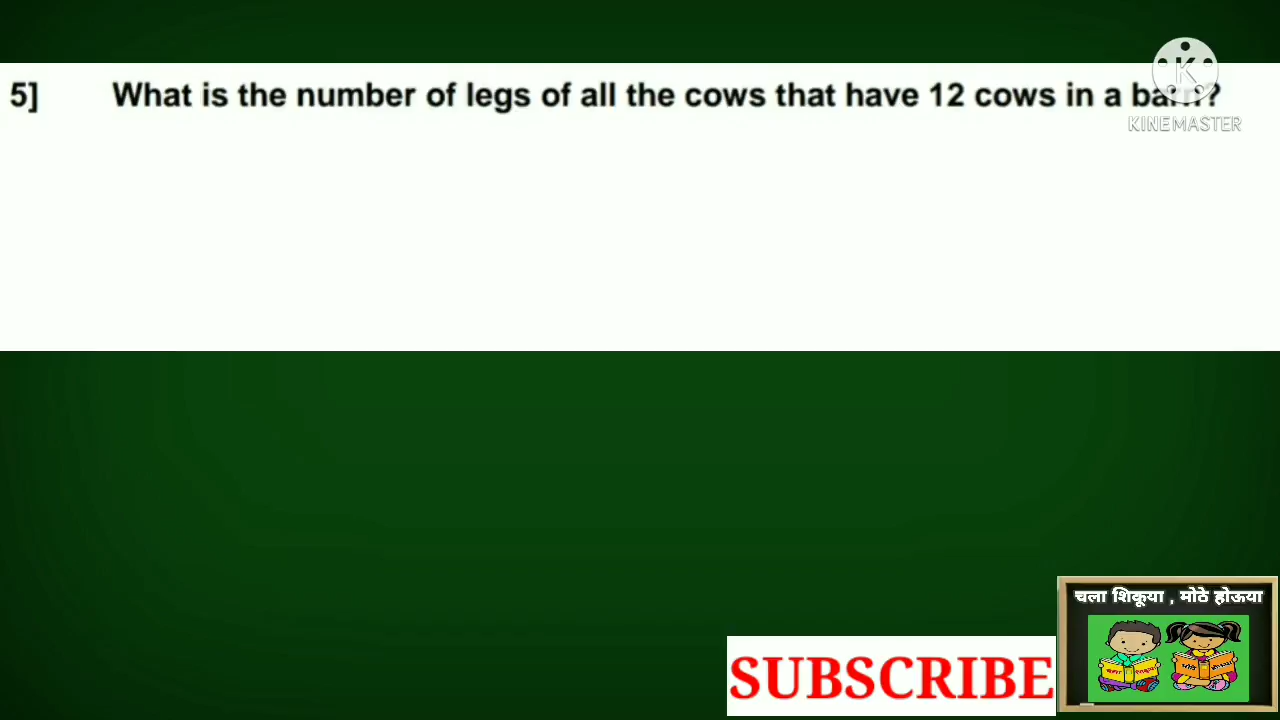 5] What is the number of legs of all the cows that have 12 cows in a barn?
KINEMASTER
चला शिकूया , मोठे होऊया
SUBSCRIBE